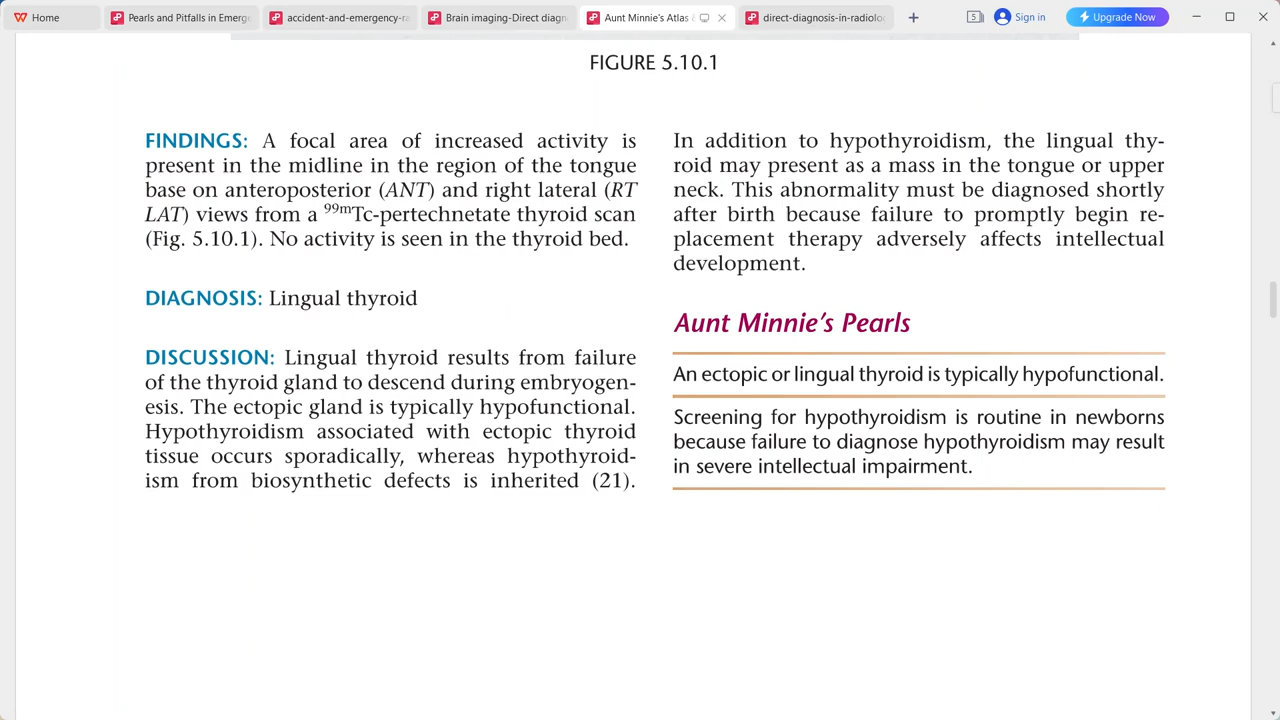 Home
Pearls and Pitfalls in Emerg
accident-and-emergency-ra
Brain imaging-Direct diagn
Aunt Minnie's Atlas &
direct-diagnosis-in-radiolo
5
Sign in
Upgrade Now
FIGURE 5.10.1
FINDINGS: A focal area of increased activity is
present in the midline in the region of the tongue
base on anteroposterior (ANT) and right lateral (RT
LAT) views from a 99mTc-pertechnetate thyroid scan
(Fig. 5.10.1). No activity is seen in the thyroid bed.
DIAGNOSIS: Lingual thyroid
DISCUSSION: Lingual thyroid results from failure
of the thyroid gland to descend during embryogen-
esis. The ectopic gland is typically hypofunctional.
Hypothyroidism associated with ectopic thyroid
tissue occurs sporadically, whereas hypothyroid-
ism from biosynthetic defects is inherited (21).
In addition to hypothyroidism, the lingual thy-
roid may present as a mass in the tongue or upper
neck. This abnormality must be diagnosed shortly
after birth because failure to promptly begin re-
placement therapy adversely affects intellectual
development.
Aunt Minnie's Pearls
An ectopic or lingual thyroid is typically hypofunctional.
Screening for hypothyroidism is routine in newborns
because failure to diagnose hypothyroidism may result
in severe intellectual impairment.